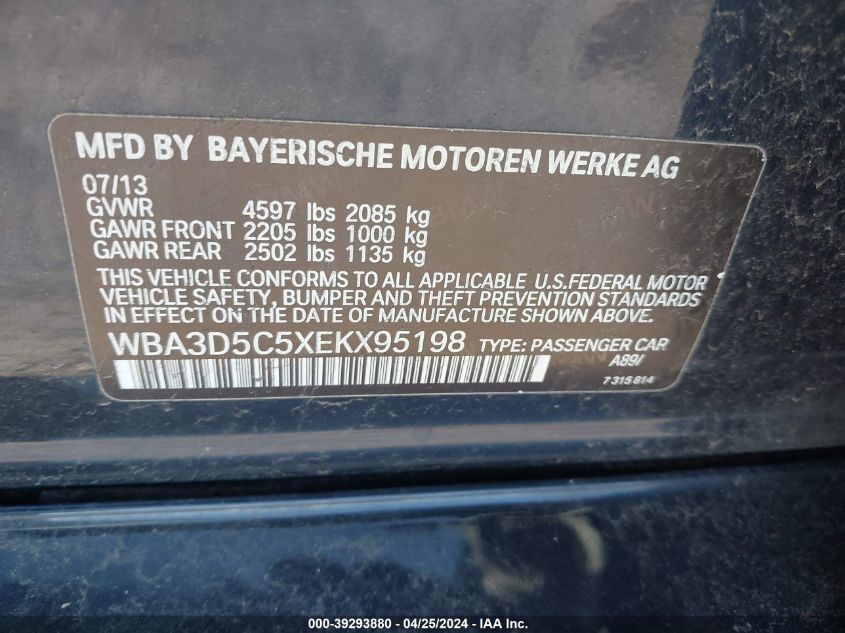 MFD BY BAYERISCHE MOTOREN WERKE AG
07/13
GVWR 4597 lbs 2085 kg
GAWR FRONT 2205 lbs 1000 kg
GAWR REAR 2502 lbs 1135 kg
THIS VEHICLE CONFORMS TO ALL APPLICABLE U.S.FEDERAL MOTOR
VEHICLE SAFETY, BUMPER AND THEFT PREVENTION STANDARDS
IN EFFECT ON THE DATE OF MANUFACTURE SHOWN ABOVE.
WBA3D5C5XEKX95198 TYPE: PASSENGER CAR
A89/
7 315 814
000-39293880 - 04/25/2024 - IAA Inc.